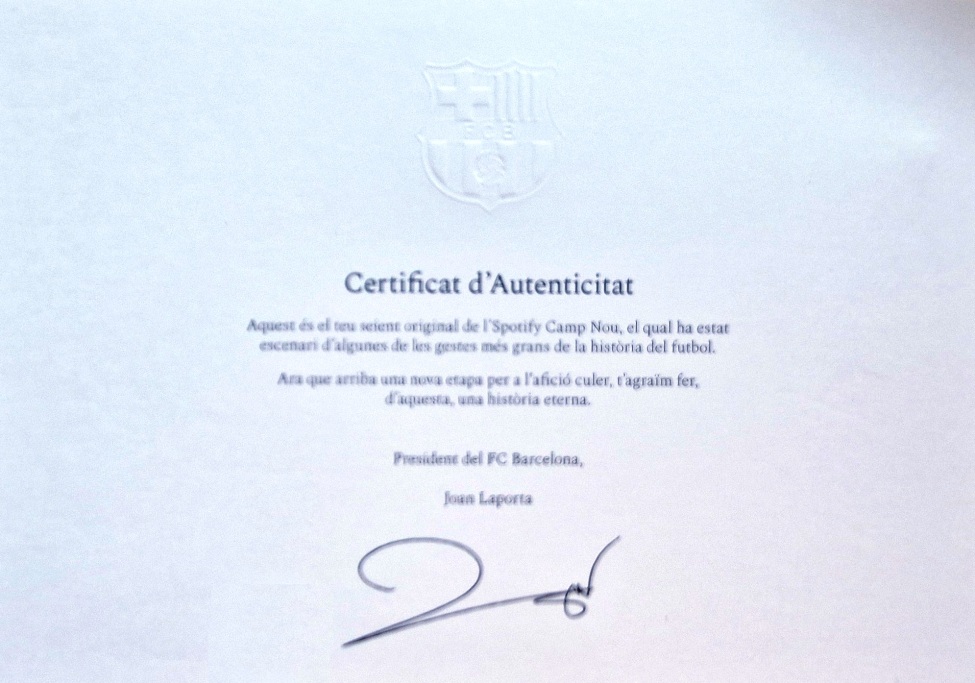 FCB
Certificat d'Autenticitat
Aquest és el teu seient original de l'Spotify Camp Nou, el qual ha estat
escenari d'algunes de les gestes més grans de la història del futbol.
Ara que arriba una nova etapa per a l'afició culer, t'agraïm fer,
d'aquesta, una història eterna.
President del FC Barcelona,
Joan Laporta